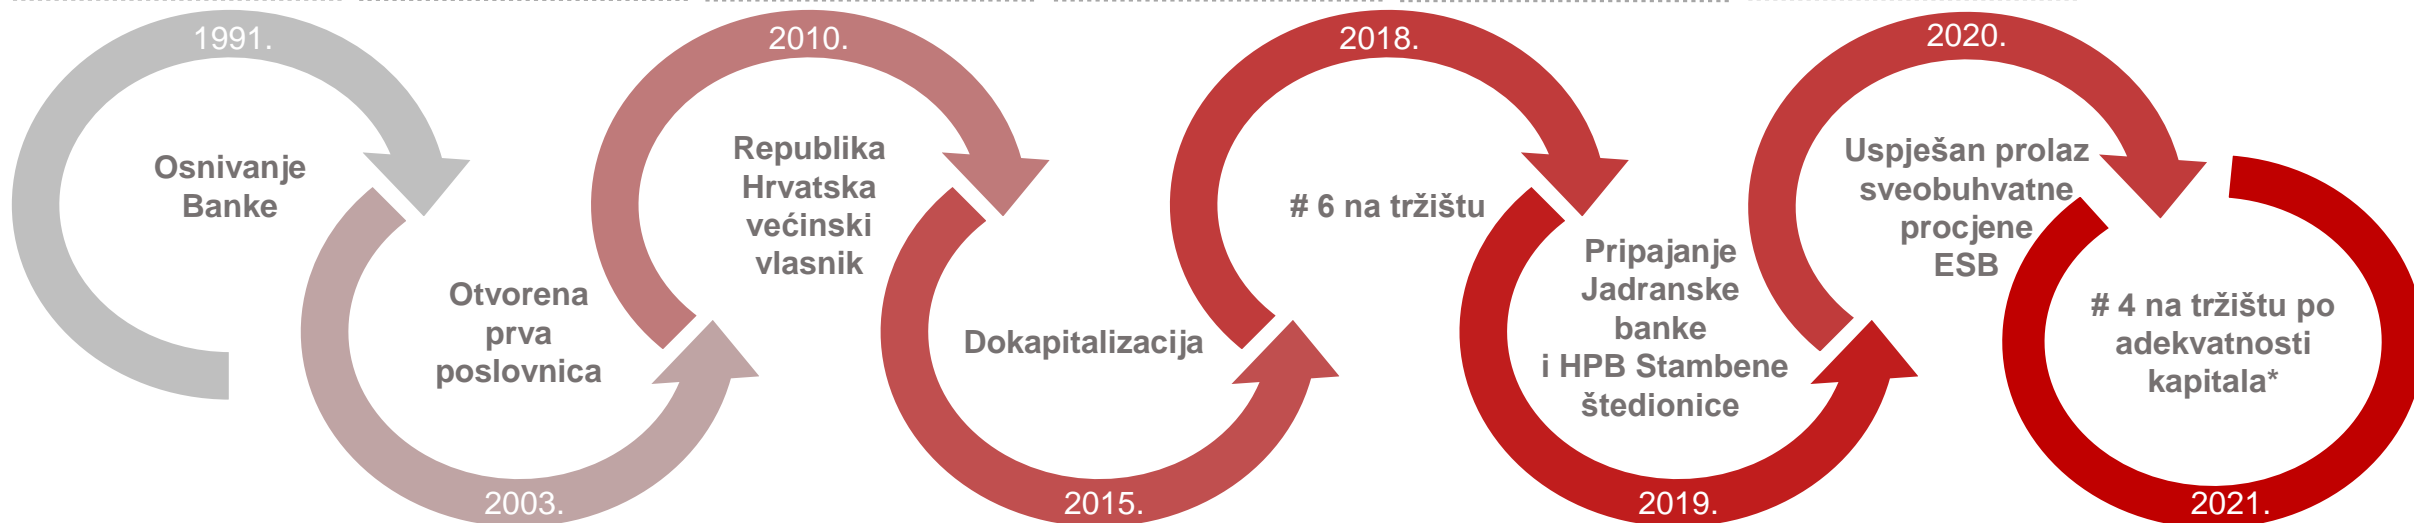 1991.
Osnivanje
Banke
2003.
Otvorena
prva
poslovnica
2010.
Republika
Hrvatska
većinski
vlasnik
2015.
Dokapitalizacija
2018.
# 6 na tržištu
2019.
Pripajanje
Jadranske
banke
i HPB Stambene
štedionice
2020.
Uspješan prolaz
sveobuhvatne
procjene
ESB
2021.
# 4 na tržištu po
adekvatnosti
kapitala*